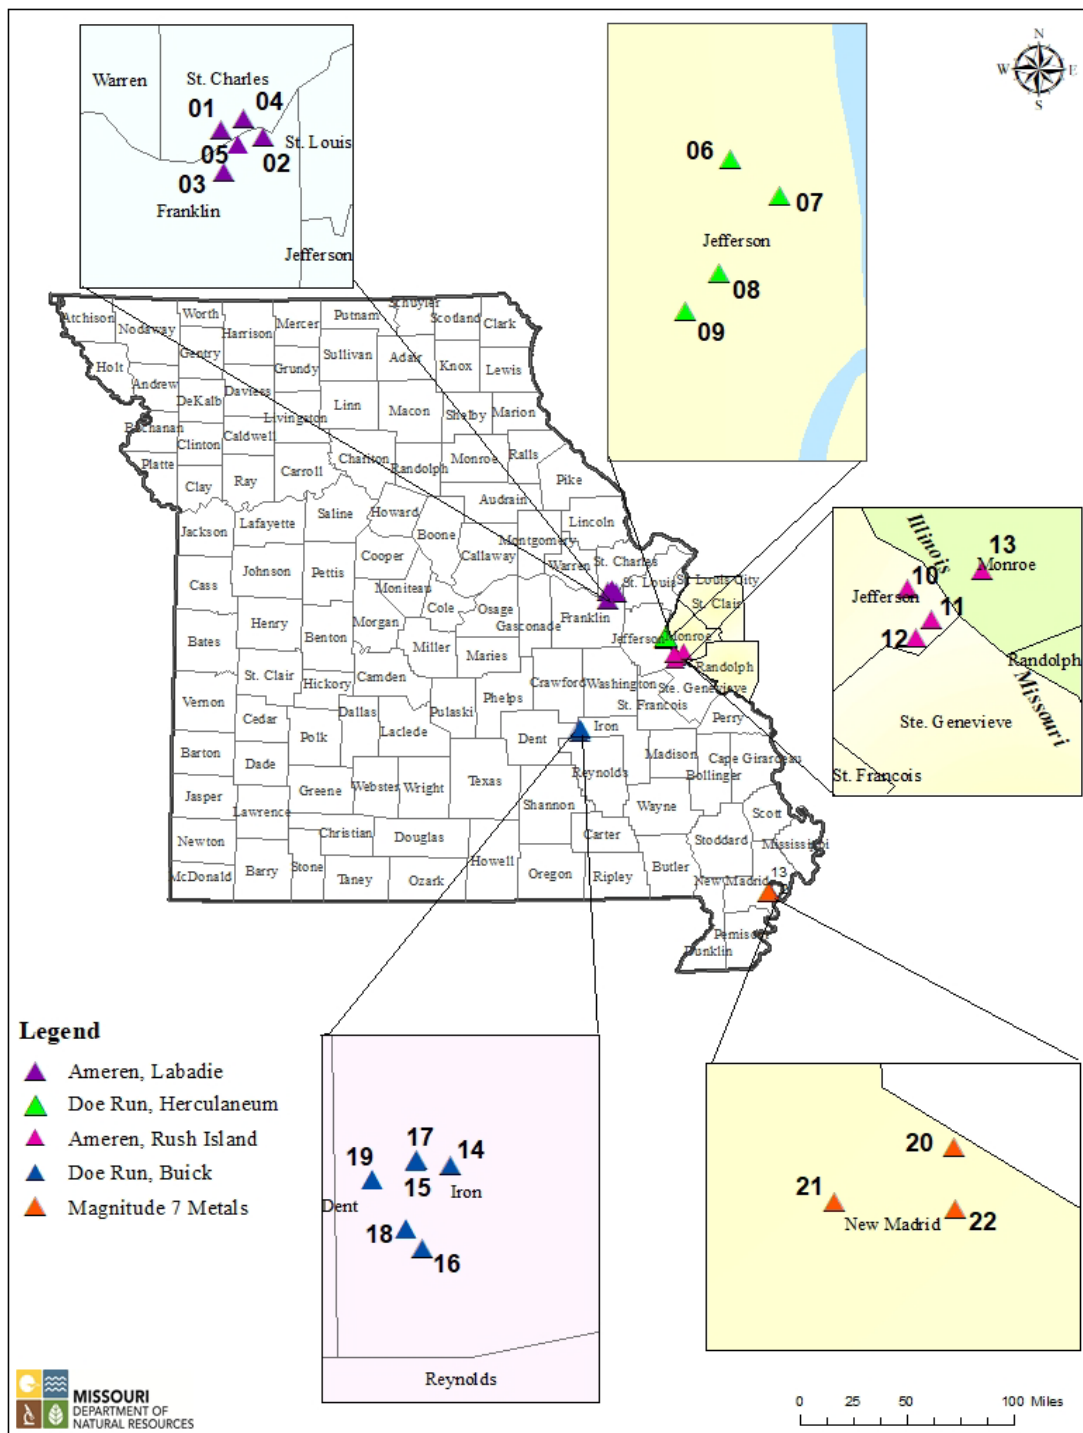 N
W E
S
Warren
St. Charles
01
04
St. Louis
05
02
03
Franklin
Jefferson
06
07
Jefferson
08
09
Illinois
13
Monroe
10
Jefferson
11
12
Randolph
Missouri
Ste. Genevieve
St. Francois
Atchison
Nodaway
Worth
Harrison
Mercer
Putnam
Schuyler
Scotland
Clark
Holt
Andrew
Gentry
DeKalb
Daviess
Grundy
Sullivan
Adair
Knox
Lewis
Buchanan
Clinton
Caldwell
Livingston
Linn
Macon
Shelby
Marion
Platte
Clay
Ray
Carroll
Chariton
Randolph
Monroe
Ralls
Pike
Audrain
Jackson
Lafayette
Saline
Howard
Boone
Callaway
Montgomery
Lincoln
Warren
St. Charles
St. Louis
St. Louis City
St. Clair
Cass
Johnson
Pettis
Cooper
Moniteau
Cole
Osage
Gasconade
Franklin
Jefferson
Monroe
Bates
Henry
Benton
Morgan
Miller
Maries
Crawford
Washington
Randolph
Ste. Genevieve
St. Francois
Perry
St. Clair
Hickory
Camden
Phelps
Pulaski
Vernon
Cedar
Polk
Dallas
Laclede
Dent
Iron
Reynolds
Madison
Bollinger
Cape Girardeau
Barton
Dade
Greene
Webster
Wright
Texas
Shannon
Wayne
Scott
Jasper
Lawrence
Christian
Douglas
Howell
Carter
Stoddard
Mississippi
Newton
McDonald
Barry
Stone
Taney
Ozark
Oregon
Ripley
Butler
New Madrid
13
Pemiscot
Dunklin
Legend
Ameren, Labadie
Doe Run, Herculaneum
Ameren, Rush Island
Doe Run, Buick
Magnitude 7 Metals
17
14
19
15
Iron
Dent
18
16
Reynolds
20
21
New Madrid
22
MISSOURI
DEPARTMENT OF
NATURAL RESOURCES
0 25 50 100 Miles